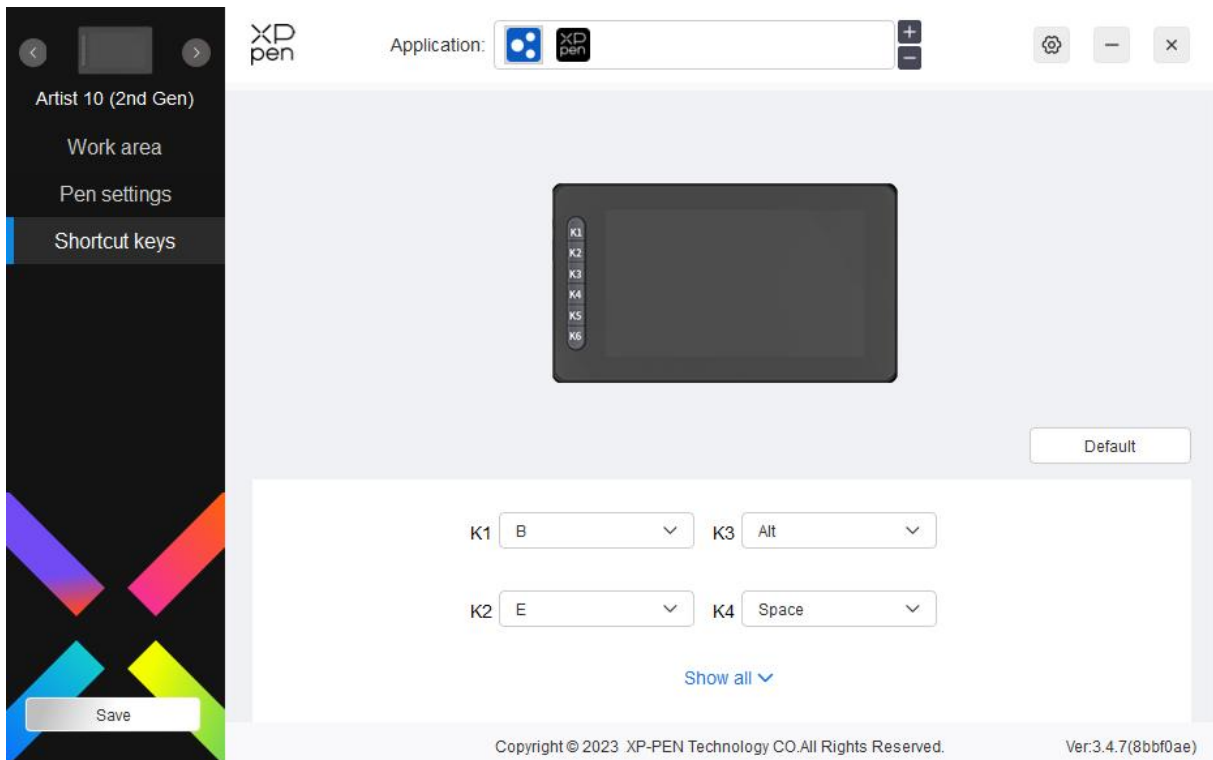 XP
pen
Application:
XP
pen
+
−
Artist 10 (2nd Gen)
Work area
Pen settings
Shortcut keys
K1
K2
K3
K4
K5
K6
Default
K1 B K3 Alt
K2 E K4 Space
Show all
Save
Copyright © 2023 XP-PEN Technology CO.All Rights Reserved. Ver:3.4.7(8bbf0ae)